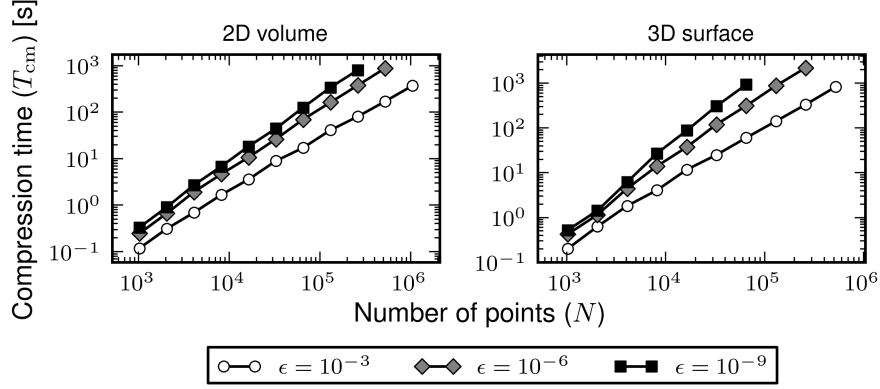 2D volume
3D surface
Compression time (T_cm) [s]
10^3
10^2
10^1
10^0
10^−1
10^3
10^2
10^1
10^0
10^−1
10^3 10^4 10^5 10^6
10^3 10^4 10^5 10^6
Number of points (N)
ϵ = 10^−3 ϵ = 10^−6 ϵ = 10^−9